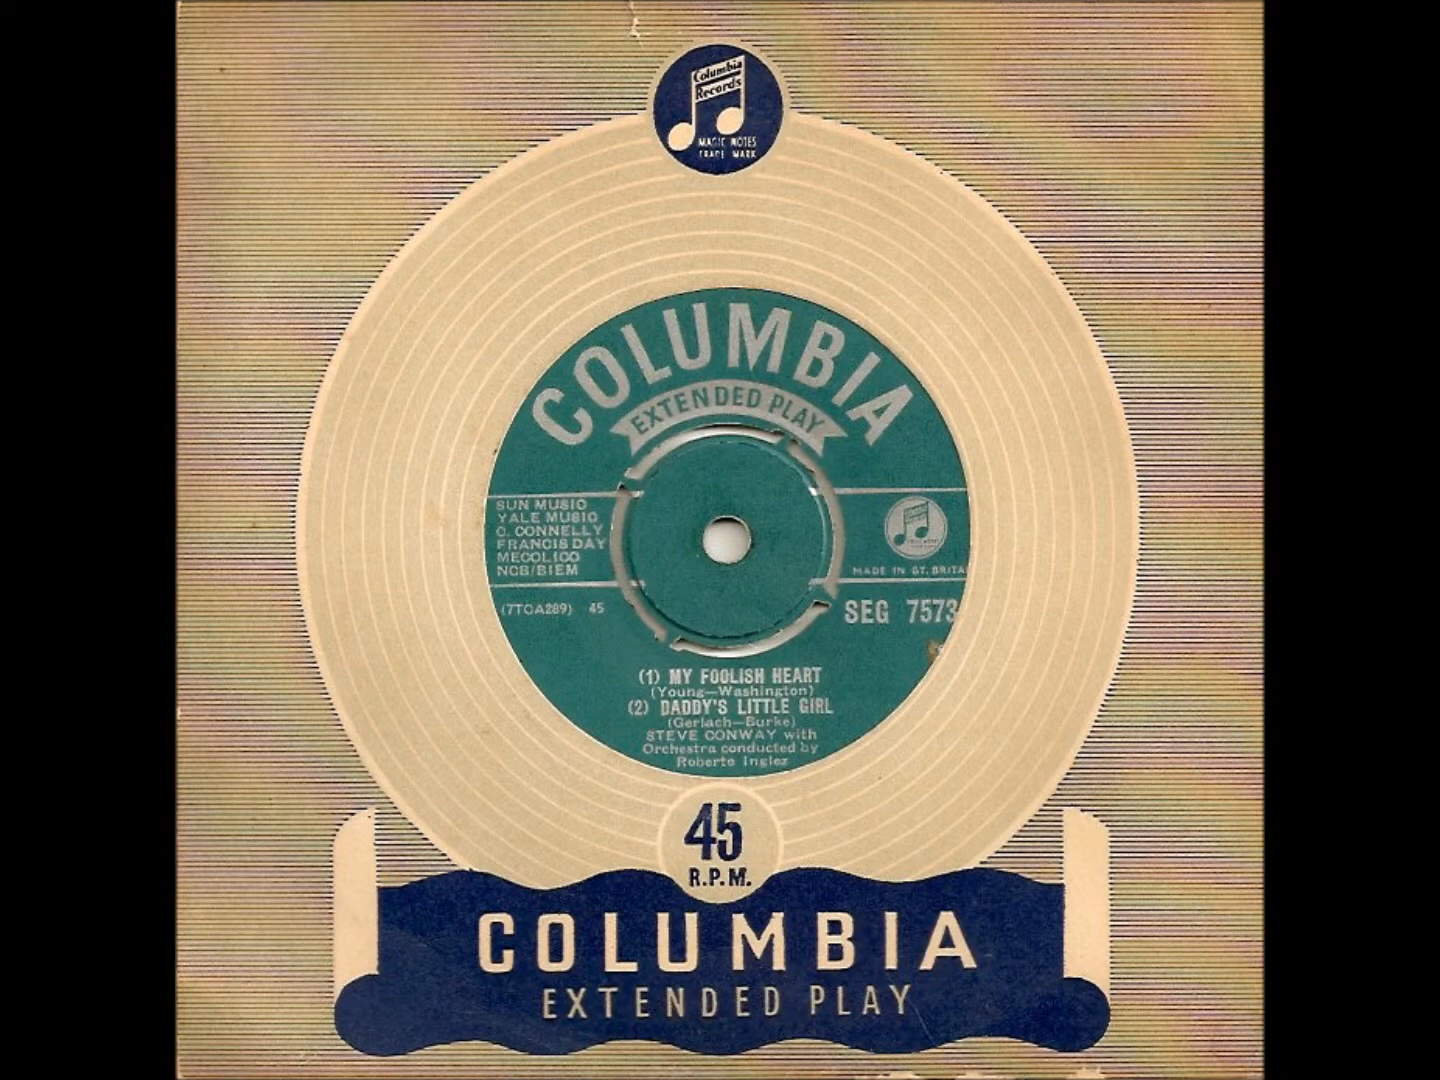 Columbia
Records
MAGIC NOTES
TRADE MARK
COLUMBIA
EXTENDED PLAY
SUN MUSIC
YALE MUSIC
C. CONNELLY
FRANCIS DAY
MECOLICO
NCB/BIEM
MADE IN GT. BRITAI
(7TCA289) 45
SEG 7573
(1) MY FOOLISH HEART
(Young—Washington)
(2) DADDY'S LITTLE GIRL
(Gerlach—Burke)
STEVE CONWAY with
Orchestra conducted by
Roberto Inglez
45
R.P.M.
COLUMBIA
EXTENDED PLAY